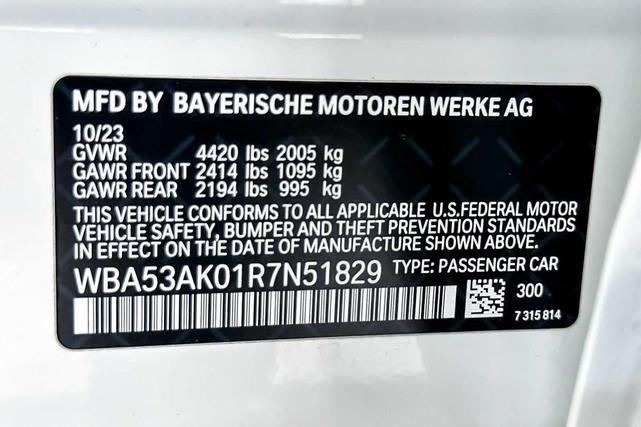 MFD BY BAYERISCHE MOTOREN WERKE AG
10/23
GVWR 4420 lbs 2005 kg
GAWR FRONT 2414 lbs 1095 kg
GAWR REAR 2194 lbs 995 kg
THIS VEHICLE CONFORMS TO ALL APPLICABLE U.S.FEDERAL MOTOR
VEHICLE SAFETY, BUMPER AND THEFT PREVENTION STANDARDS
IN EFFECT ON THE DATE OF MANUFACTURE SHOWN ABOVE.
WBA53AK01R7N51829 TYPE: PASSENGER CAR
300
7 315 814